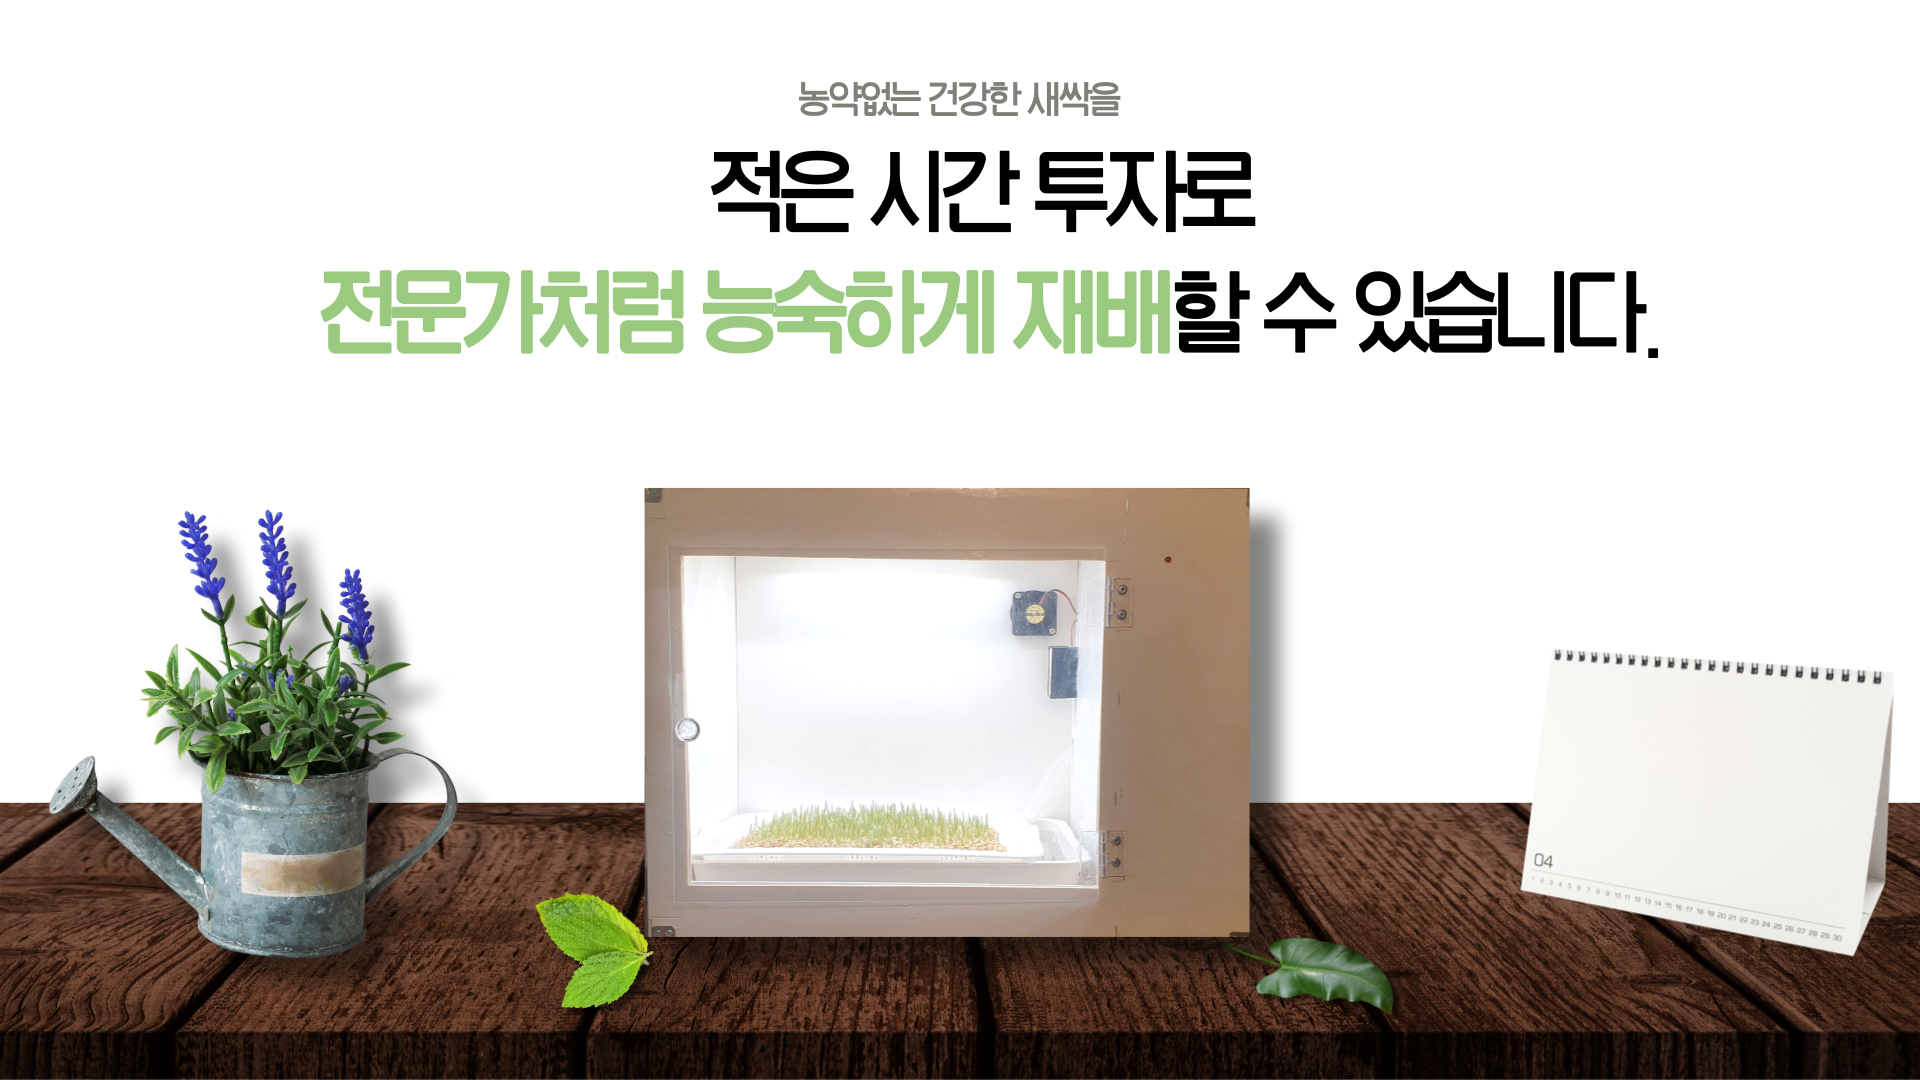 농약없는 건강한 새싹을
적은 시간 투자로
전문가처럼 능숙하게 재배할 수 있습니다.
04
1 2 3 4 5 6 7 8 9 10 11 12 13 14 15 16 17 18 19 20 21 22 23 24 25 26 27 28 29 30